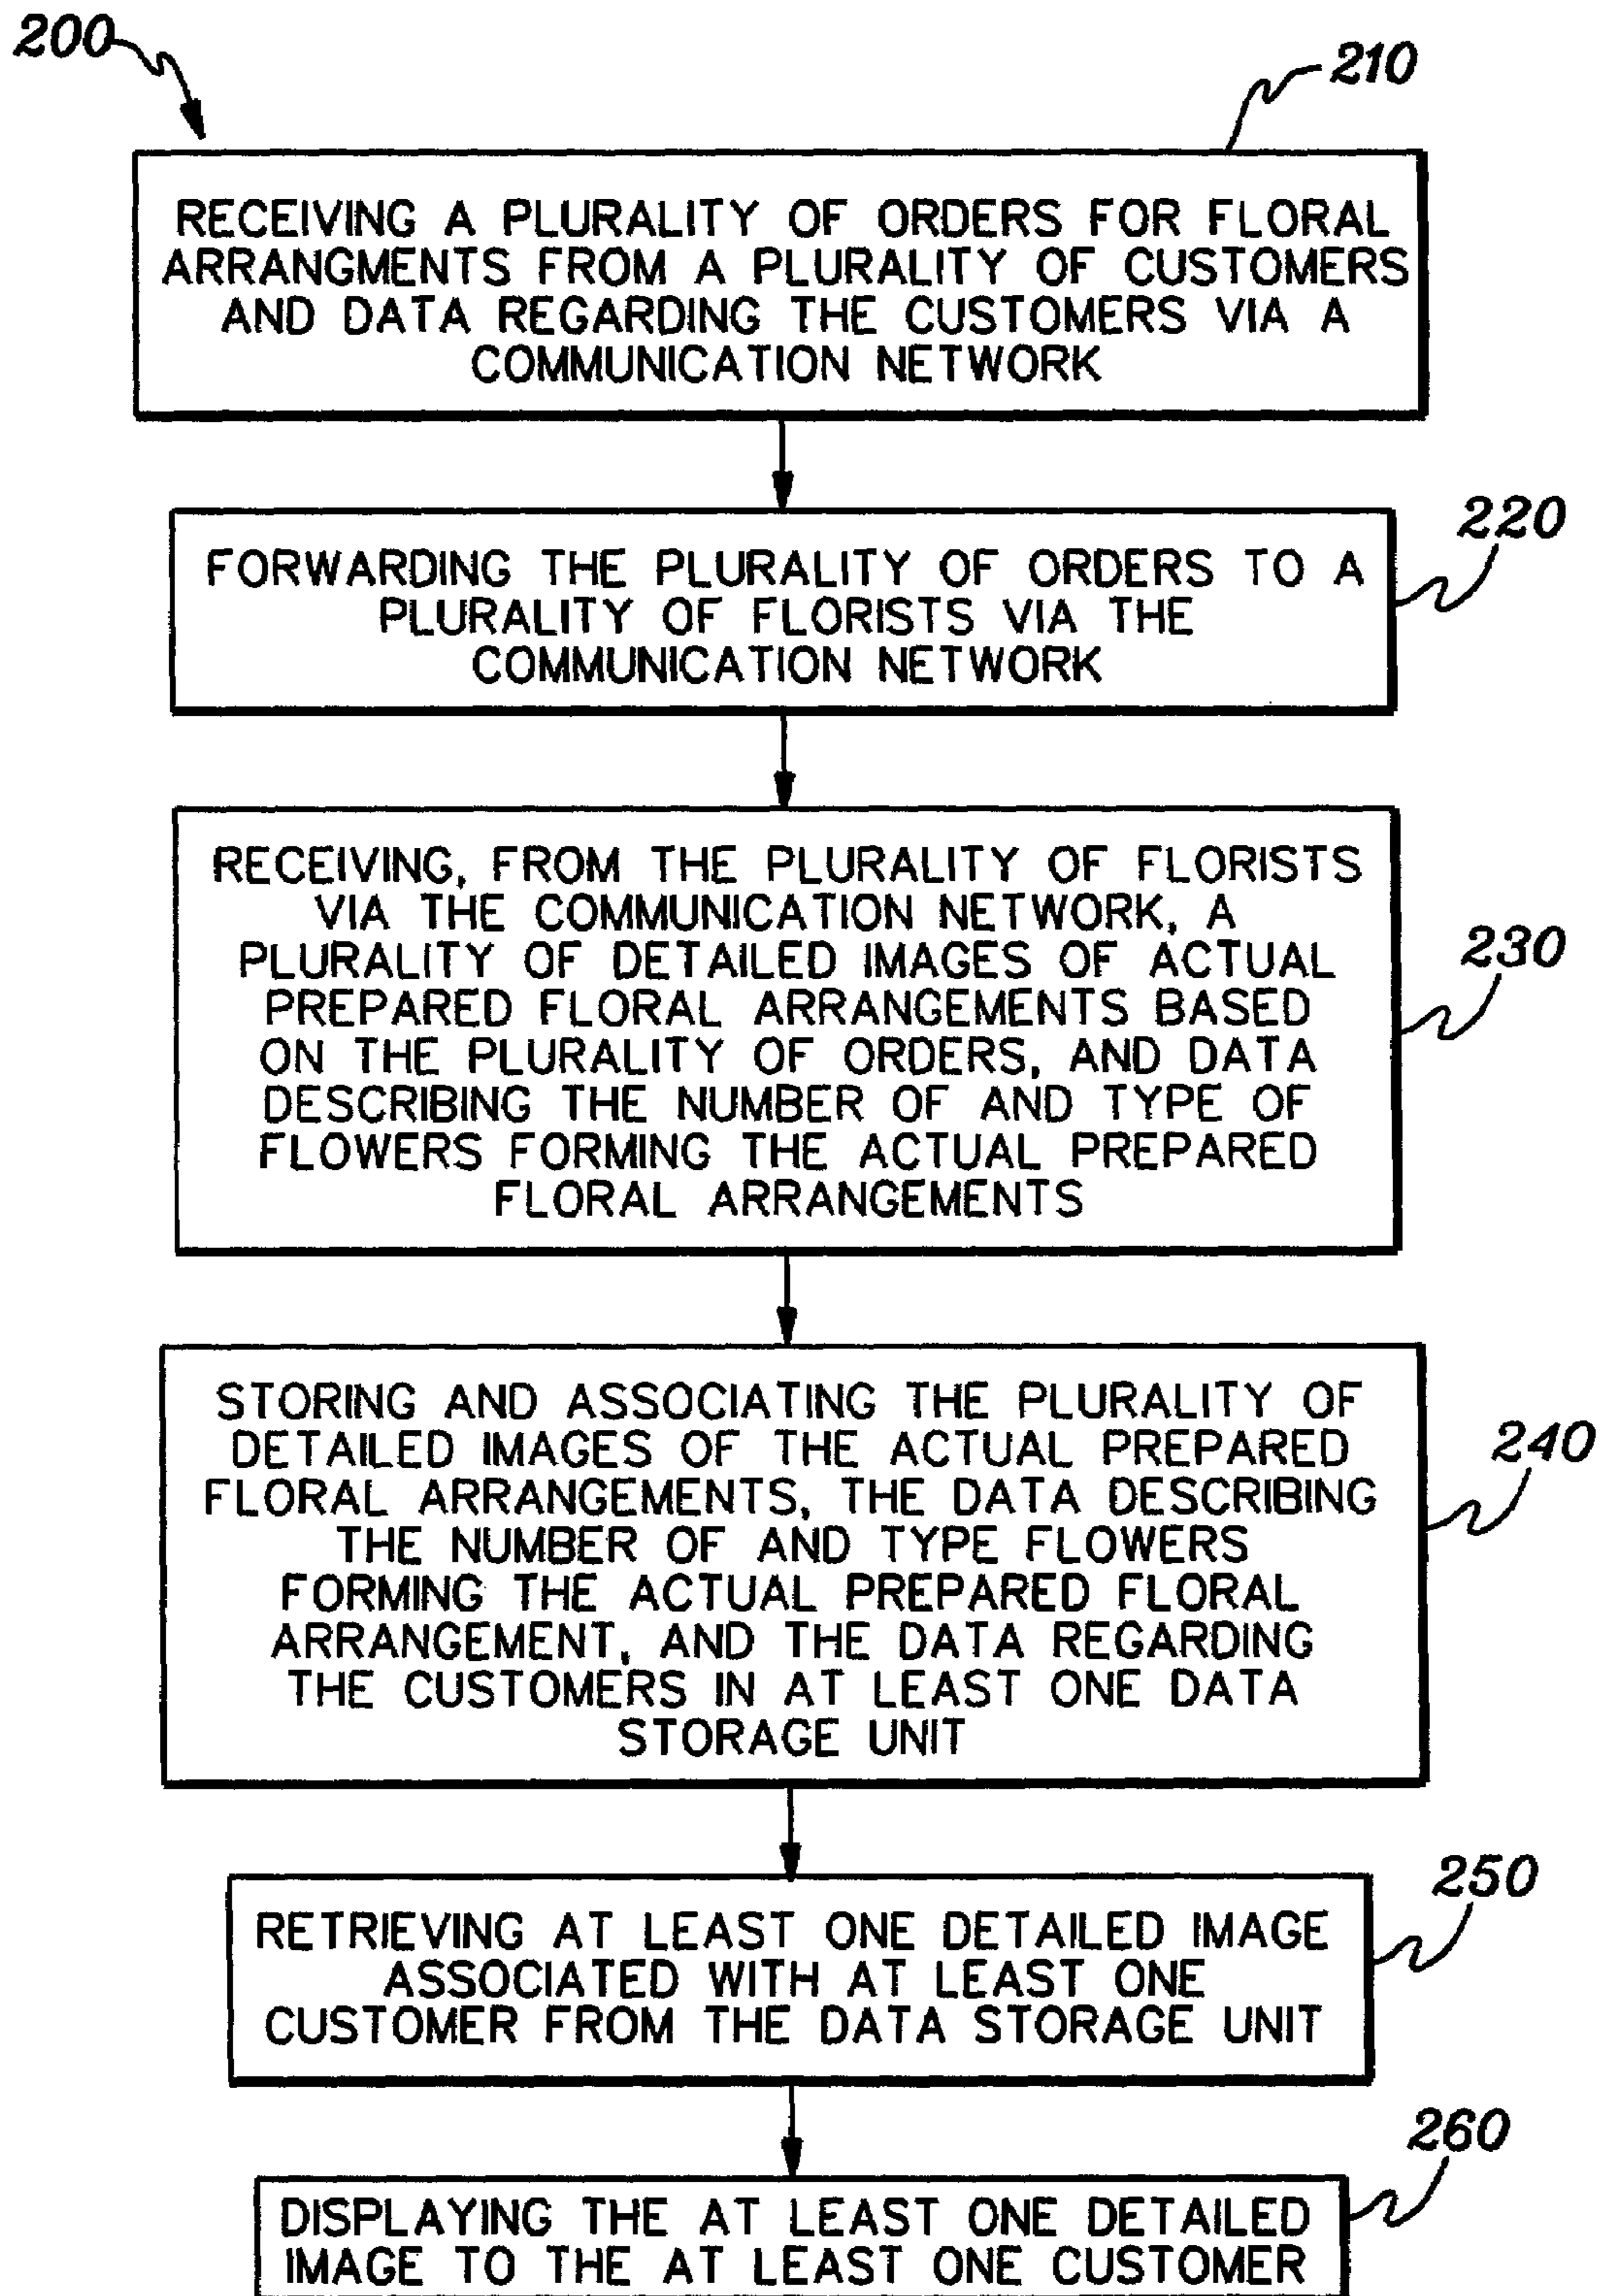 200
210
RECEIVING A PLURALITY OF ORDERS FOR FLORAL
ARRANGMENTS FROM A PLURALITY OF CUSTOMERS
AND DATA REGARDING THE CUSTOMERS VIA A
COMMUNICATION NETWORK
220
FORWARDING THE PLURALITY OF ORDERS TO A
PLURALITY OF FLORISTS VIA THE
COMMUNICATION NETWORK
230
RECEIVING, FROM THE PLURALITY OF FLORISTS
VIA THE COMMUNICATION NETWORK, A
PLURALITY OF DETAILED IMAGES OF ACTUAL
PREPARED FLORAL ARRANGEMENTS BASED
ON THE PLURALITY OF ORDERS, AND DATA
DESCRIBING THE NUMBER OF AND TYPE OF
FLOWERS FORMING THE ACTUAL PREPARED
FLORAL ARRANGEMENTS
240
STORING AND ASSOCIATING THE PLURALITY OF
DETAILED IMAGES OF THE ACTUAL PREPARED
FLORAL ARRANGEMENTS, THE DATA DESCRIBING
THE NUMBER OF AND TYPE FLOWERS
FORMING THE ACTUAL PREPARED FLORAL
ARRANGEMENT, AND THE DATA REGARDING
THE CUSTOMERS IN AT LEAST ONE DATA
STORAGE UNIT
250
RETRIEVING AT LEAST ONE DETAILED IMAGE
ASSOCIATED WITH AT LEAST ONE
CUSTOMER FROM THE DATA STORAGE UNIT
260
DISPLAYING THE AT LEAST ONE DETAILED
IMAGE TO THE AT LEAST ONE CUSTOMER